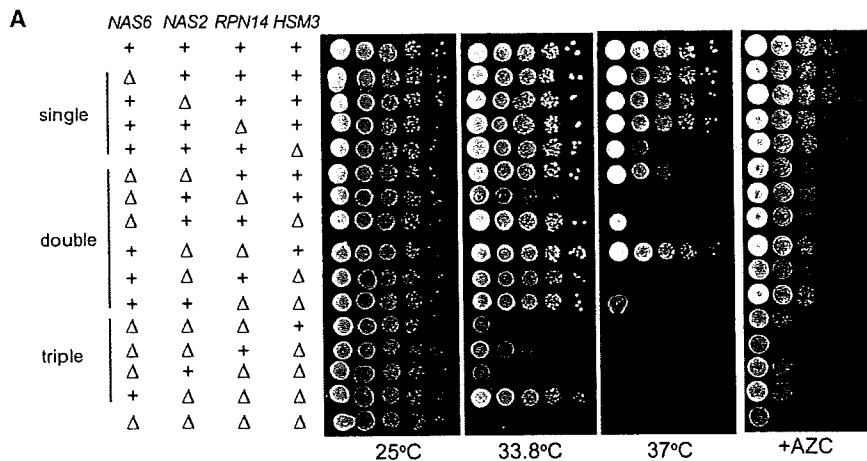 A
NAS6 NAS2 RPN14 HSM3
+ + + +
Δ + + +
+ Δ + +
single
+ + Δ +
+ + + Δ
Δ Δ + +
Δ + Δ +
Δ + + Δ
double
+ Δ Δ +
+ Δ + Δ
+ + Δ Δ
Δ Δ Δ +
triple
Δ Δ + Δ
Δ + Δ Δ
+ Δ Δ Δ
Δ Δ Δ Δ
25°C 33.8°C 37°C +AZC